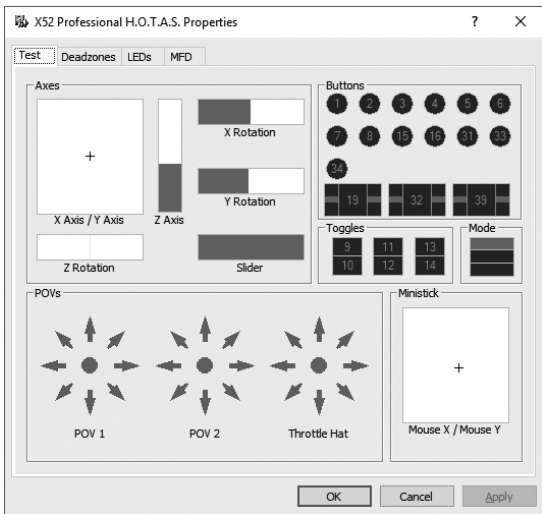 X52 Professional H.O.T.A.S. Properties
Test Deadzones LEDs MFD
Axes
X Axis / Y Axis
Z Axis
X Rotation
Y Rotation
Z Rotation
Slider
Buttons
1 2 3 4 5 6
7 8 15 16 31 33
34
19 32 39
Toggles
9 11 13
10 12 14
Mode
POVs
POV 1
POV 2
Throttle Hat
Ministick
Mouse X / Mouse Y
OK Cancel Apply